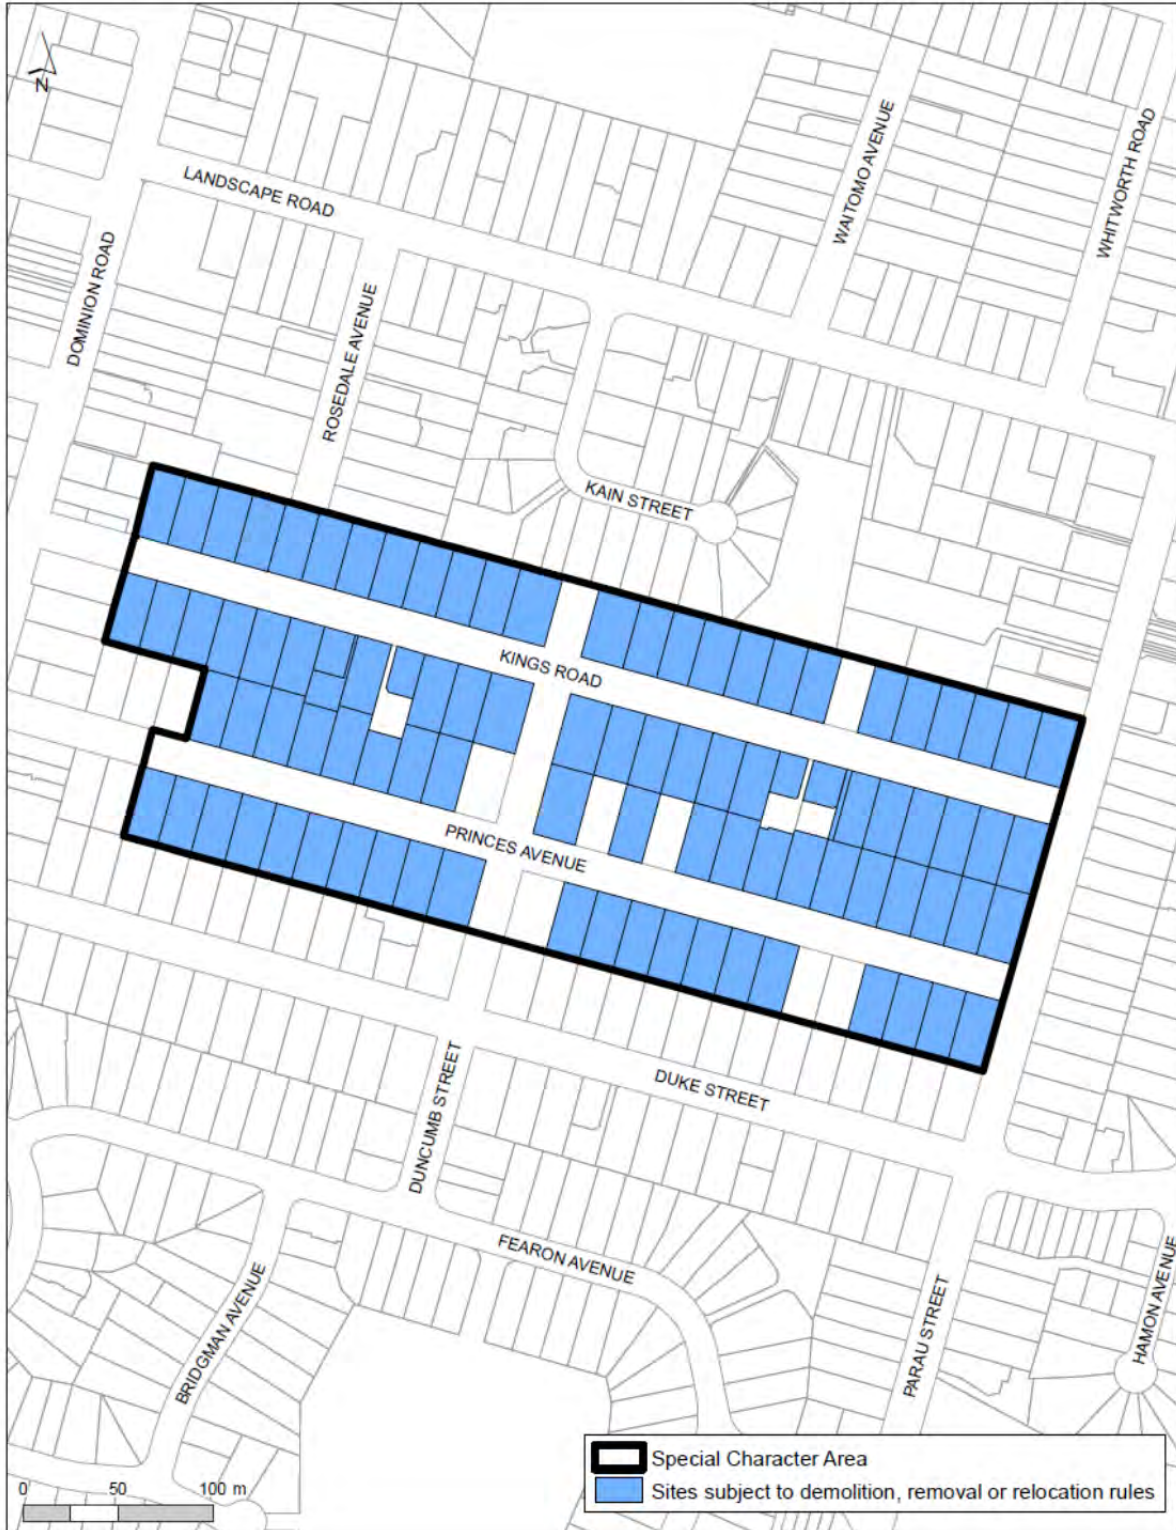 N
LANDSCAPE ROAD
WAITOMO AVENUE
WHITWORTH ROAD
DOMINION ROAD
ROSEDALE AVENUE
KAIN STREET
KINGS ROAD
PRINCES AVENUE
DUKE STREET
DUNCUMB STREET
FEARON AVENUE
BRIDGMAN AVENUE
PARAU STREET
HAMON AVENUE
Special Character Area
Sites subject to demolition, removal or relocation rules
0 50 100 m